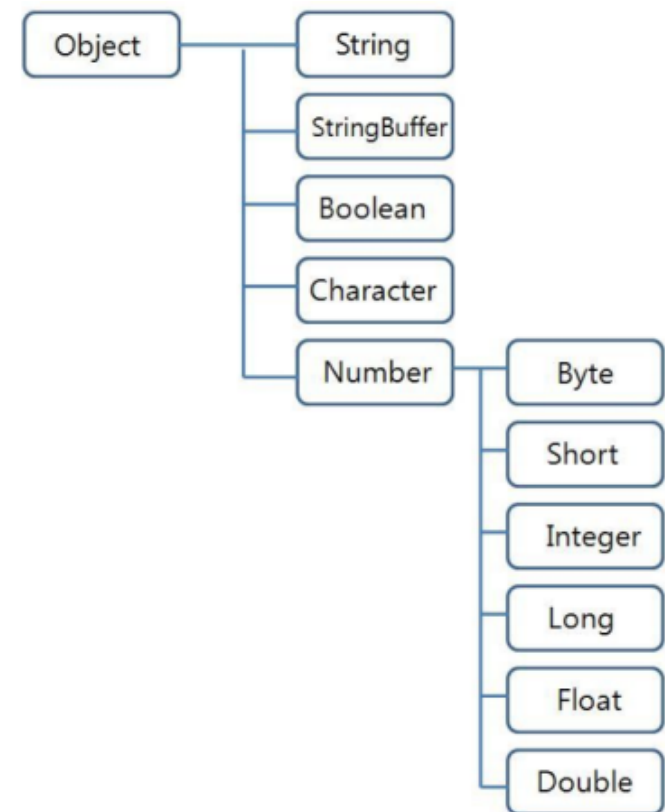 Object
String
StringBuffer
Boolean
Character
Number
Byte
Short
Integer
Long
Float
Double